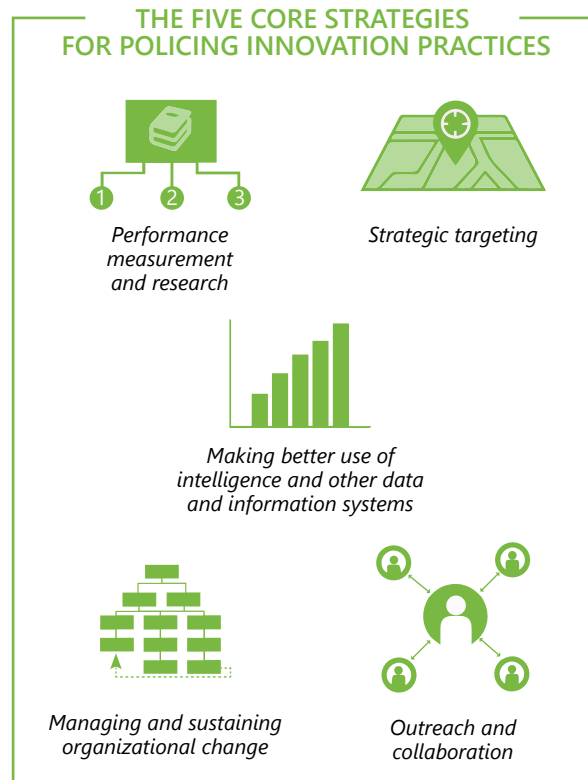 THE FIVE CORE STRATEGIES
FOR POLICING INNOVATION PRACTICES
1 2 3
Performance
measurement
and research
Strategic targeting
Making better use of
intelligence and other data
and information systems
Managing and sustaining
organizational change
Outreach and
collaboration